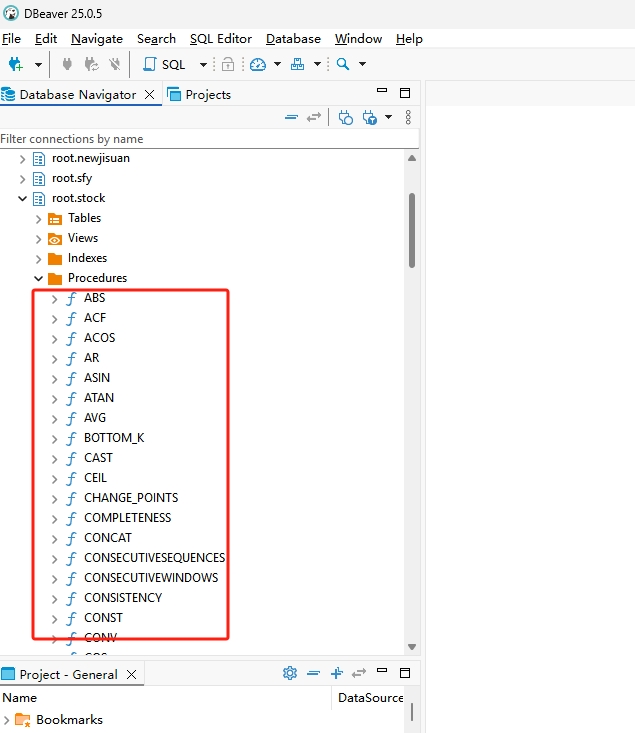 DBeaver 25.0.5
File Edit Navigate Search SQL Editor Database Window Help
SQL
Database Navigator Projects
Filter connections by name
root.newjisuan
root.sfy
root.stock
Tables
Views
Indexes
Procedures
ABS
ACF
ACOS
AR
ASIN
ATAN
AVG
BOTTOM_K
CAST
CEIL
CHANGE_POINTS
COMPLETENESS
CONCAT
CONSECUTIVESEQUENCES
CONSECUTIVEWINDOWS
CONSISTENCY
CONST
CONV
COS
Project - General
Name DataSource
Bookmarks